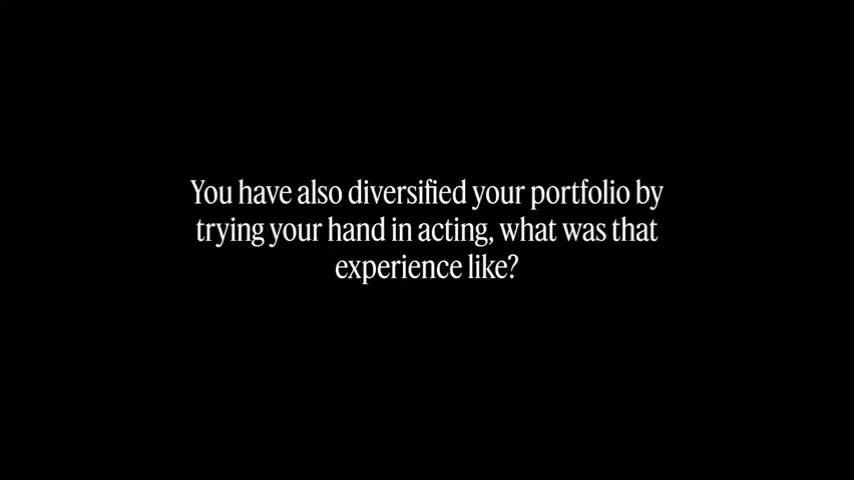 You have also diversified your portfolio by
trying your hand in acting, what was that
experience like?